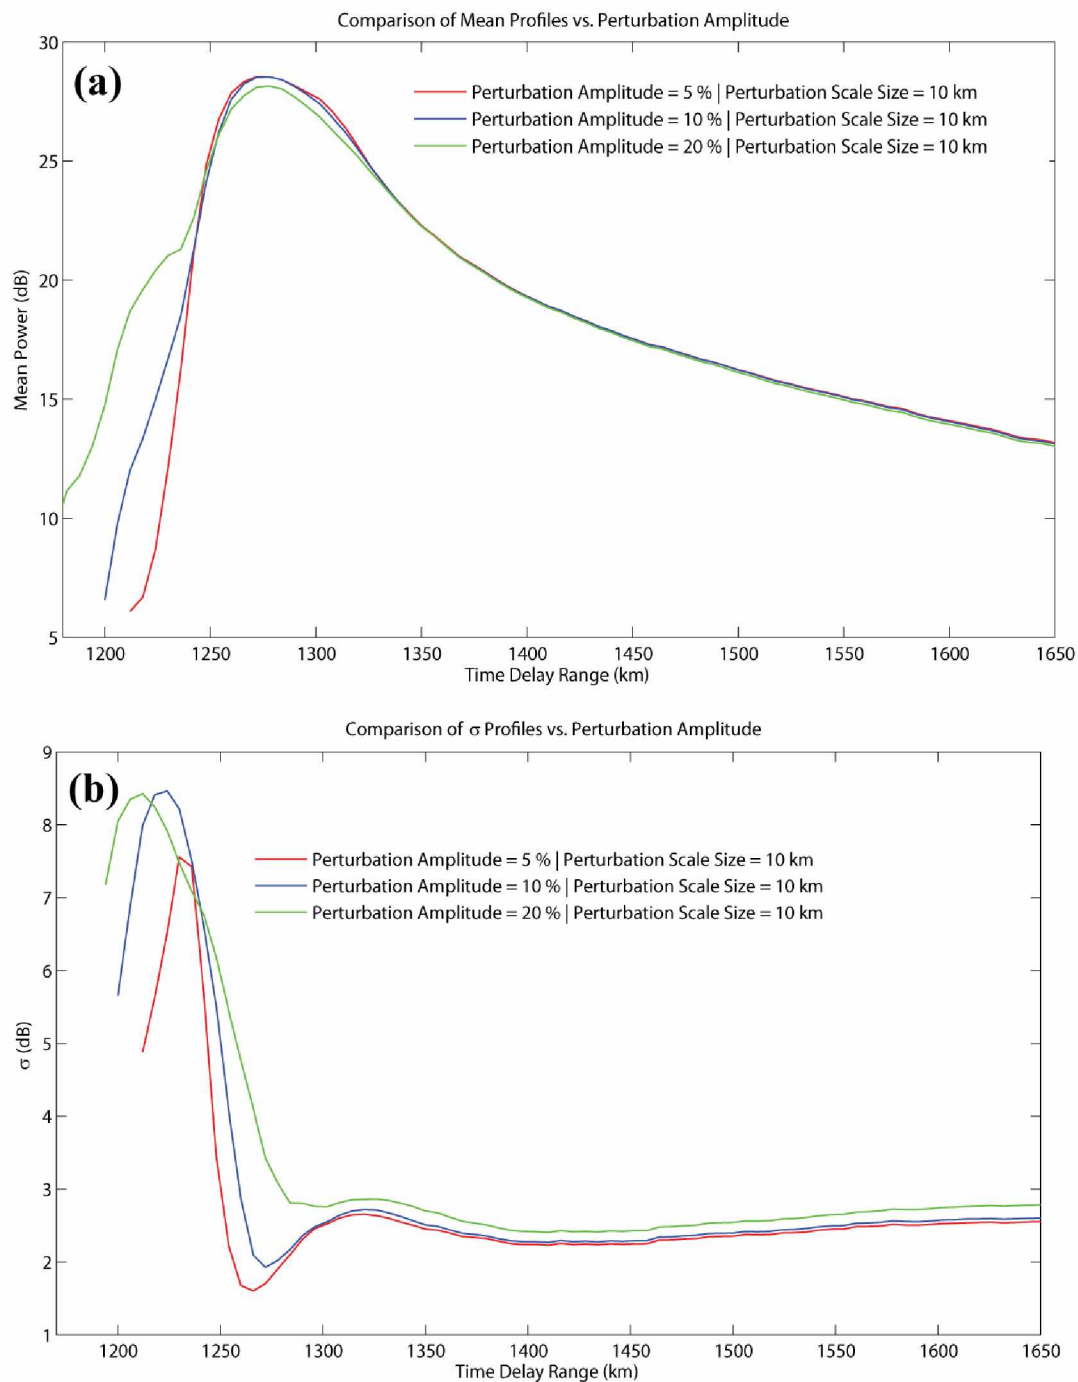 Comparison of Mean Profiles vs. Perturbation Amplitude
(a)
30
25
20
15
10
5
Mean Power (dB)
Perturbation Amplitude = 5 % | Perturbation Scale Size = 10 km
Perturbation Amplitude = 10 % | Perturbation Scale Size = 10 km
Perturbation Amplitude = 20 % | Perturbation Scale Size = 10 km
1200 1250 1300 1350 1400 1450 1500 1550 1600 1650
Time Delay Range (km)
Comparison of σ Profiles vs. Perturbation Amplitude
(b)
9
8
7
6
5
4
3
2
1
σ (dB)
Perturbation Amplitude = 5 % | Perturbation Scale Size = 10 km
Perturbation Amplitude = 10 % | Perturbation Scale Size = 10 km
Perturbation Amplitude = 20 % | Perturbation Scale Size = 10 km
1200 1250 1300 1350 1400 1450 1500 1550 1600 1650
Time Delay Range (km)